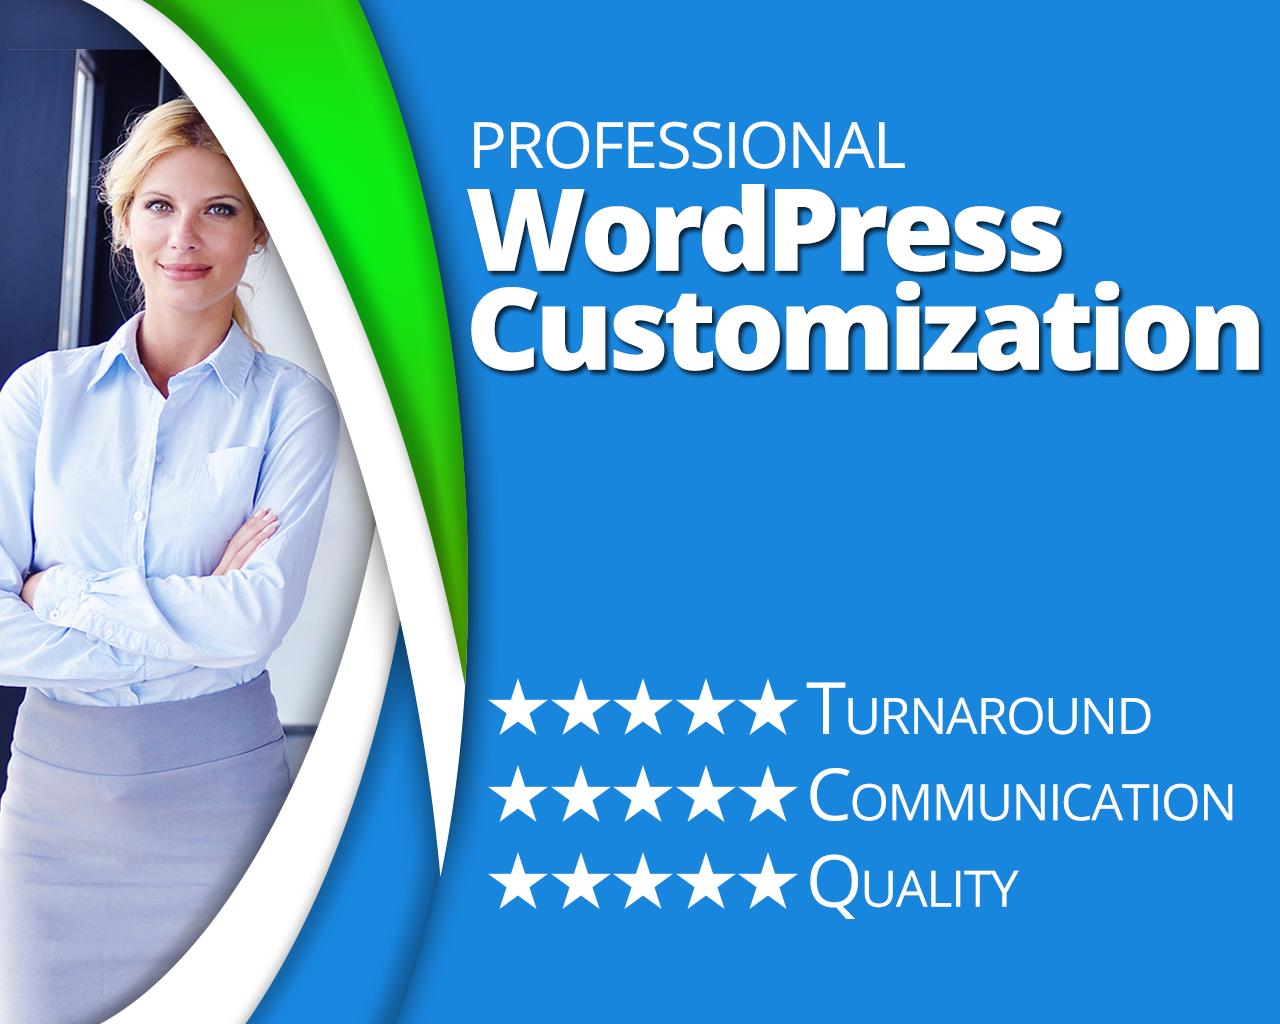 PROFESSIONAL
WordPress
Customization
★★★★★ Turnaround
★★★★★ Communication
★★★★★ Quality